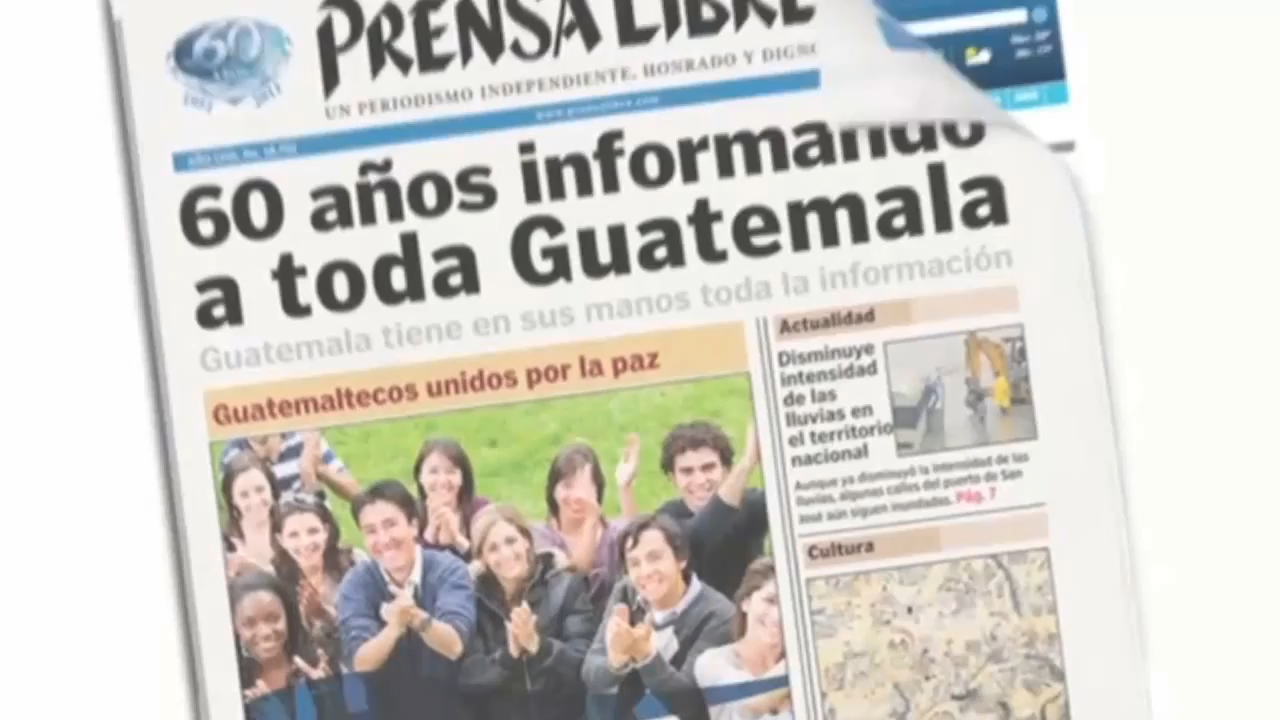 60
PRENSA LIBRE
UN PERIODISMO INDEPENDIENTE, HONRADO Y DIGNO
60 años informando
a toda Guatemala
Guatemala tiene en sus manos toda la información
Guatemaltecos unidos por la paz
Actualidad
Disminuye
intensidad
de las
lluvias en
el territorio
nacional
Aunque ya disminuyó la intensidad de las
lluvias, algunas calles del puerto de San
José aún siguen inundadas. Pág. 7
Cultura